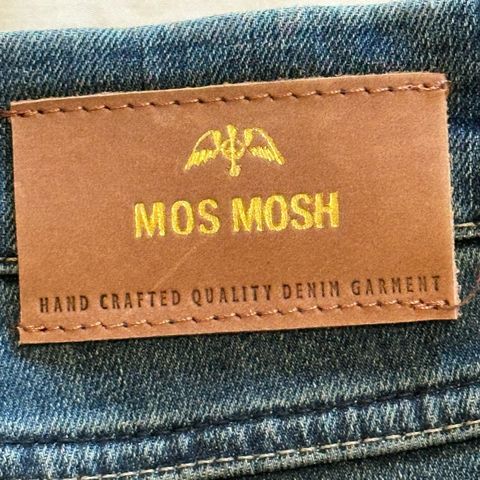 MOS MOSH
HAND CRAFTED QUALITY DENIM GARMENT